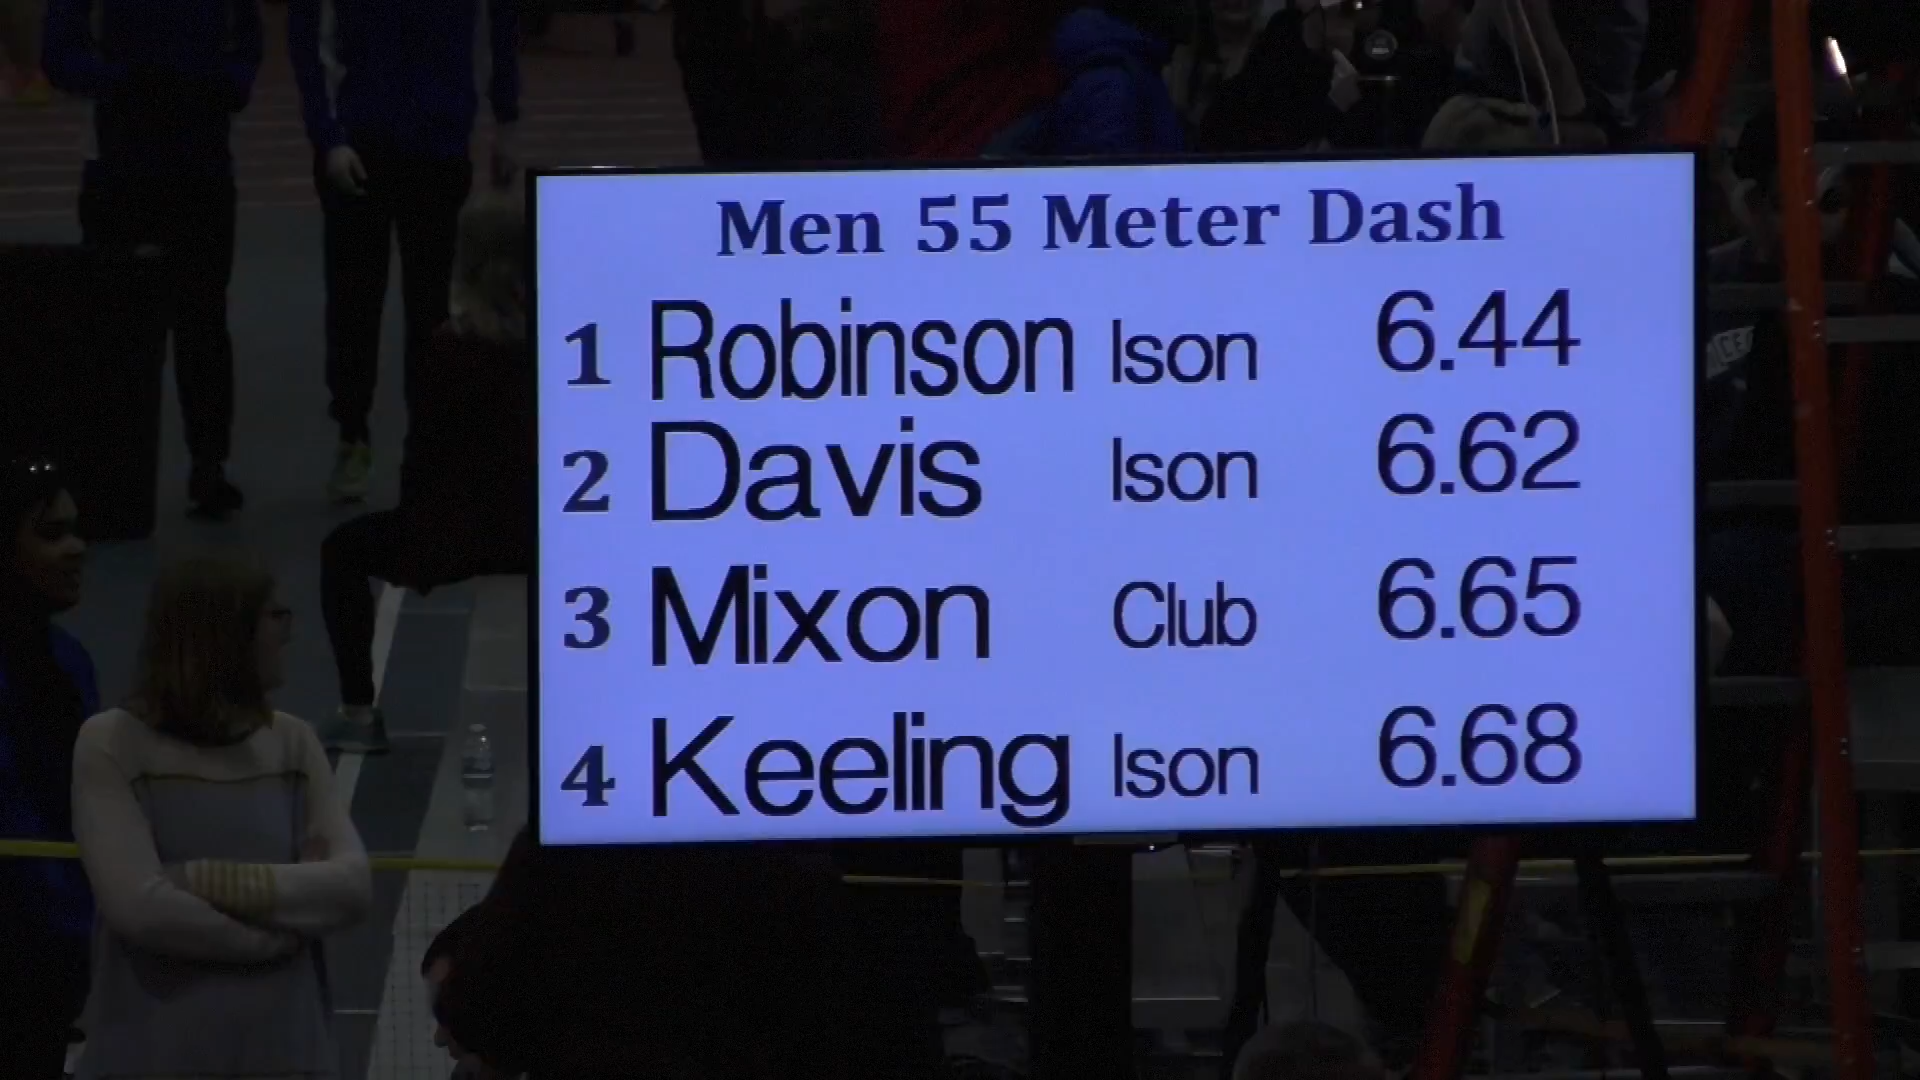 Men 55 Meter Dash
1 Robinson Ison 6.44
2 Davis Ison 6.62
3 Mixon Club 6.65
4 Keeling Ison 6.68